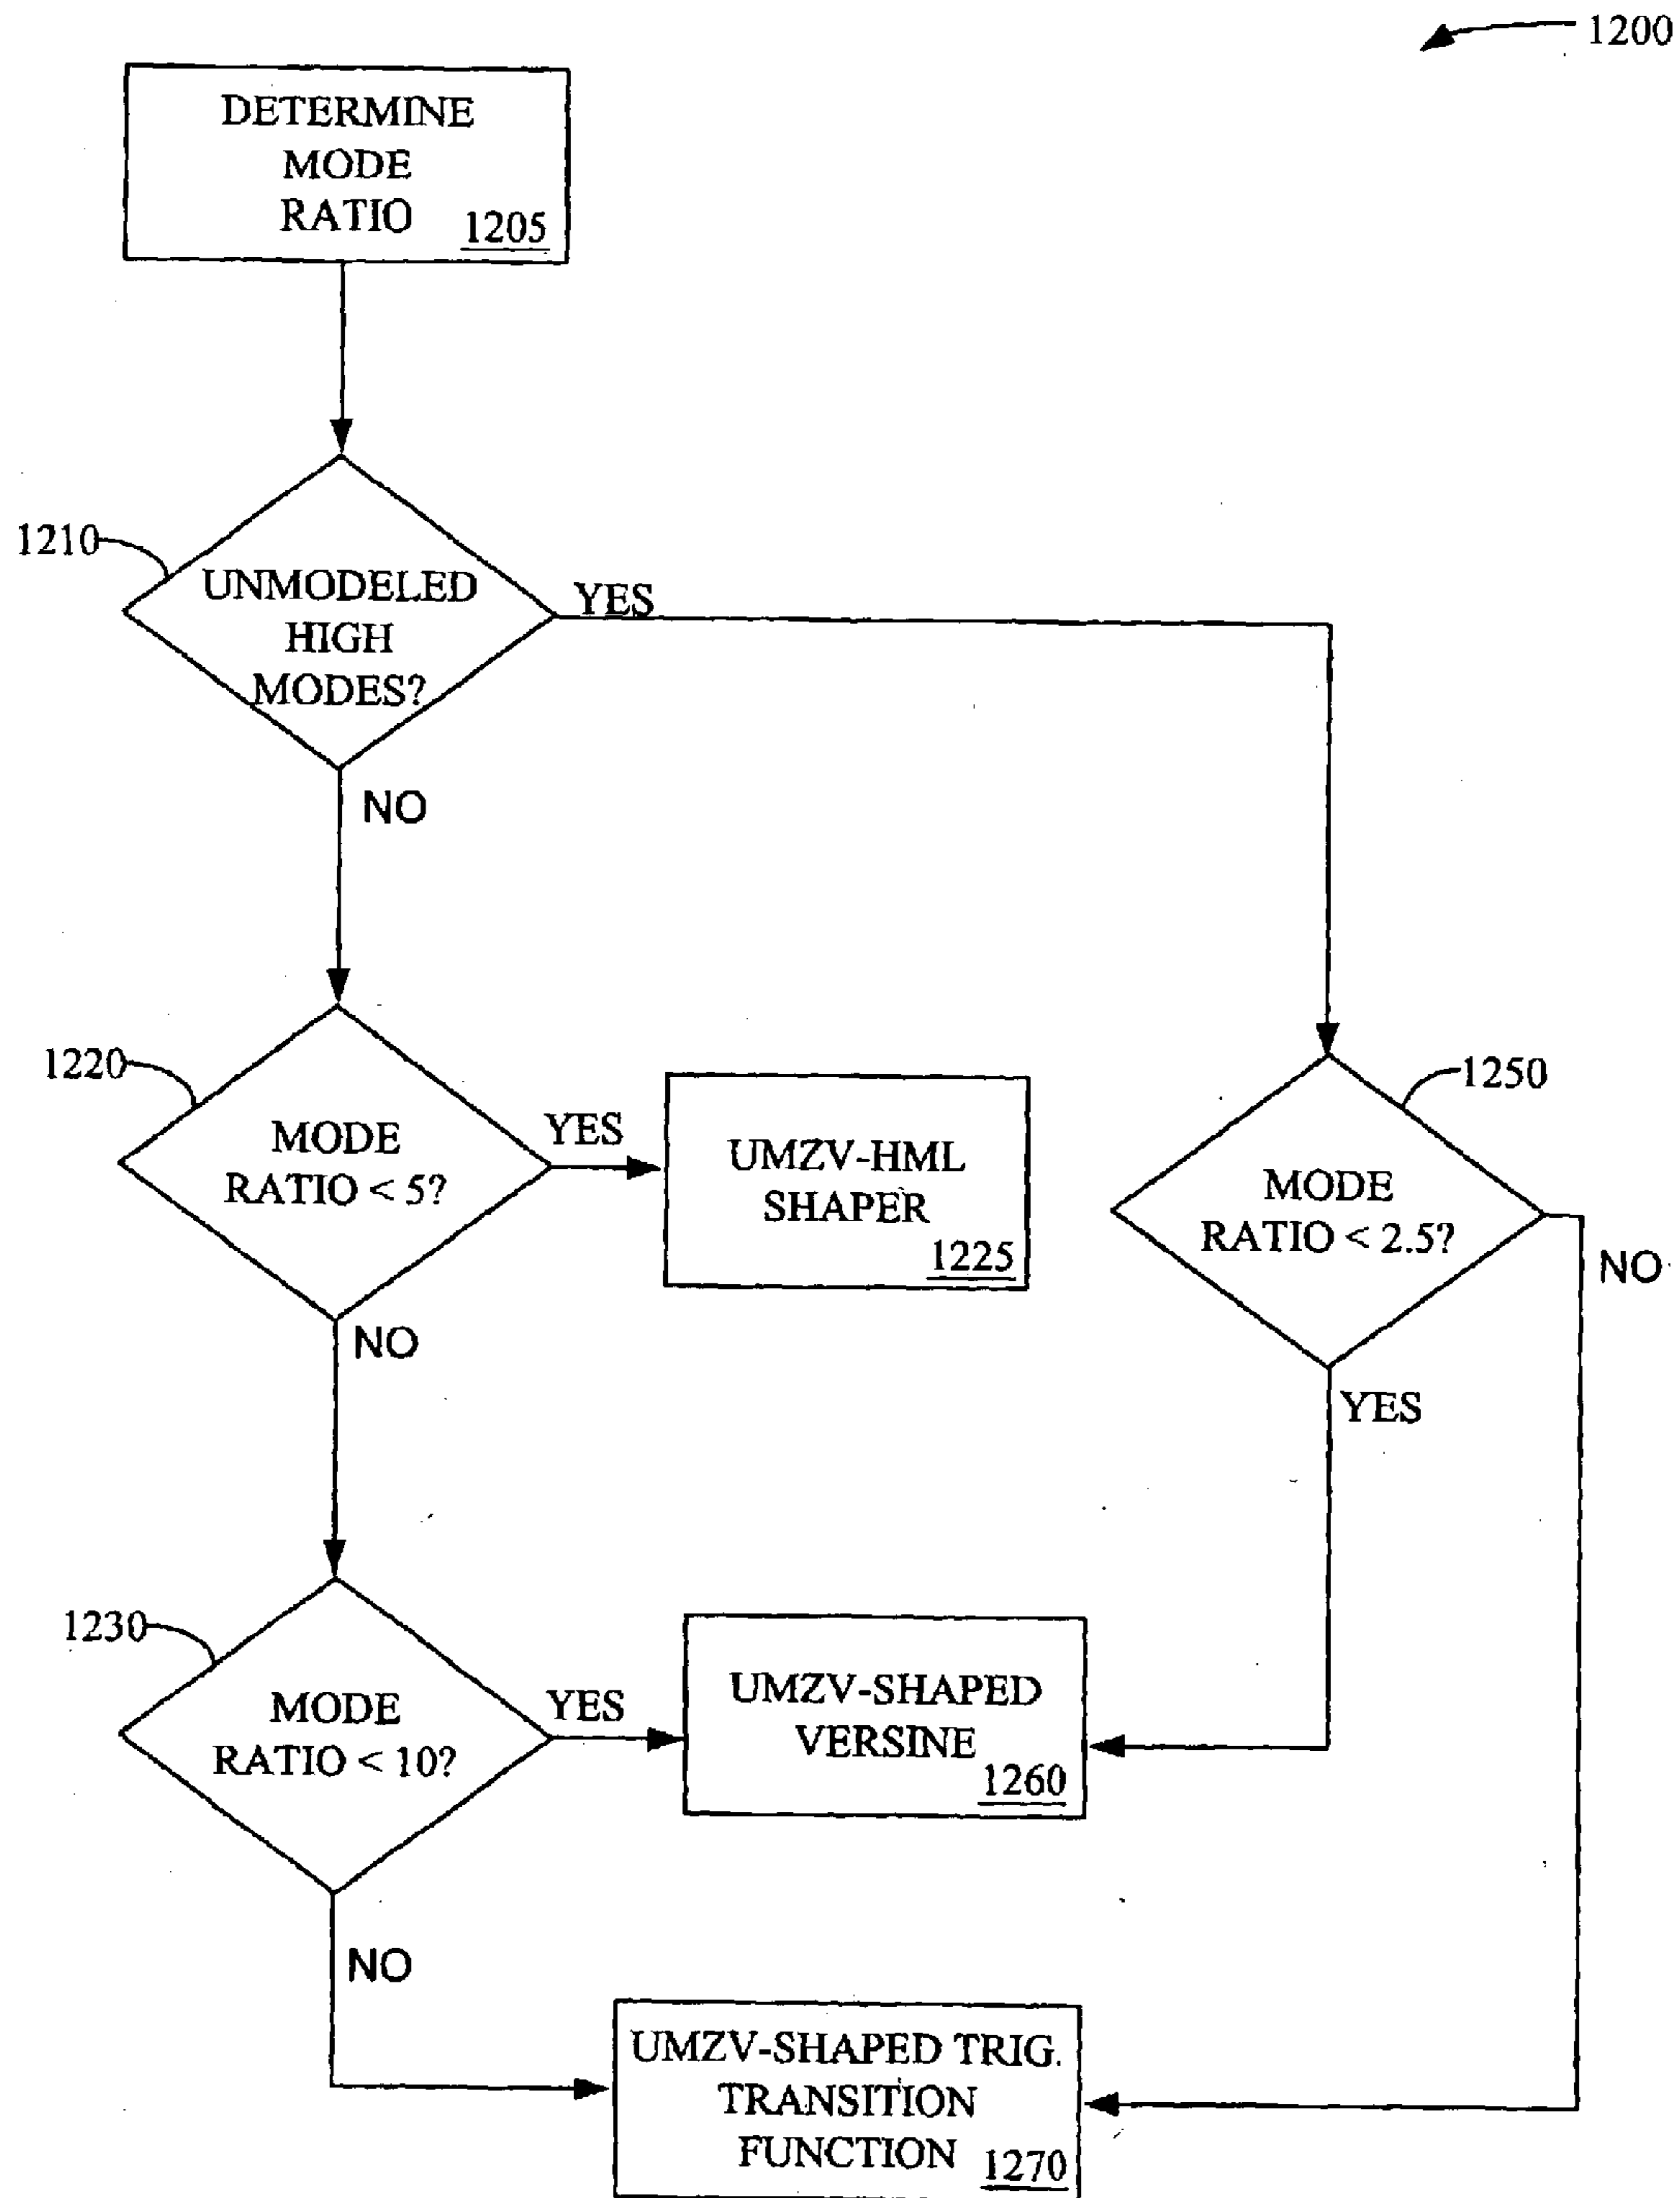 1200
DETERMINE
MODE
RATIO
1205
1210
UNMODELED
HIGH
MODES?
YES
NO
1220
MODE
RATIO < 5?
YES
UMZV-HML
SHAPER
1225
1250
MODE
RATIO < 2.5?
NO
NO
YES
1230
MODE
RATIO < 10?
YES
UMZV-SHAPED
VERSINE
1260
NO
UMZV-SHAPED TRIG.
TRANSITION
FUNCTION
1270